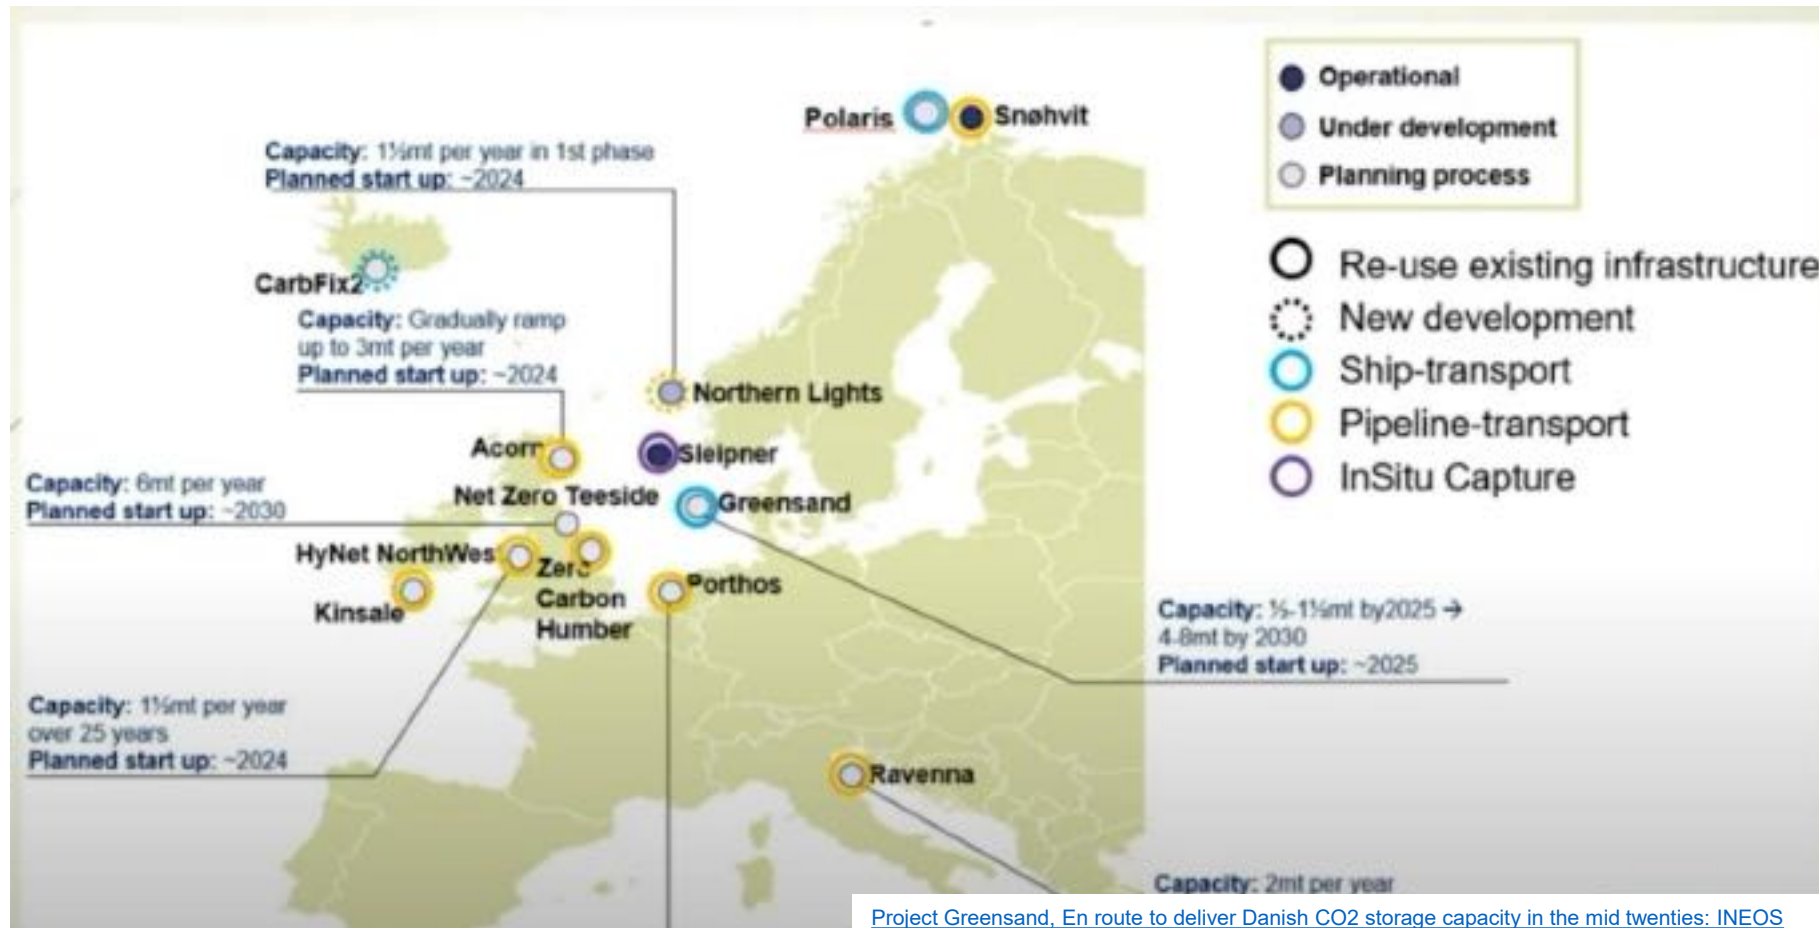 Polaris
Snøhvit
Operational
Under development
Planning process
Capacity: 1½mt per year in 1st phase
Planned start up: ~2024
Re-use existing infrastructure
New development
Ship-transport
Pipeline-transport
InSitu Capture
CarbFix2
Capacity: Gradually ramp
up to 3mt per year
Planned start up: ~2024
Northern Lights
Acorn
Sleipner
Capacity: 6mt per year
Planned start up: ~2030
Net Zero Teeside
Greensand
HyNet NorthWes
Zero
Carbon
Humber
Kinsale
Porthos
Capacity: ½-1½mt by2025 →
4-8mt by 2030
Planned start up: ~2025
Capacity: 1½mt per year
over 25 years
Planned start up: ~2024
Ravenna
Capacity: 2mt per year
Project Greensand, En route to deliver Danish CO2 storage capacity in the mid twenties: INEOS